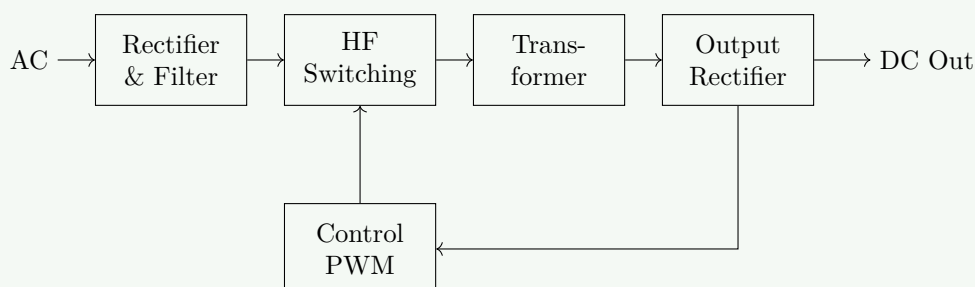 AC
Rectifier
& Filter
HF
Switching
Trans-
former
Output
Rectifier
DC Out
Control
PWM